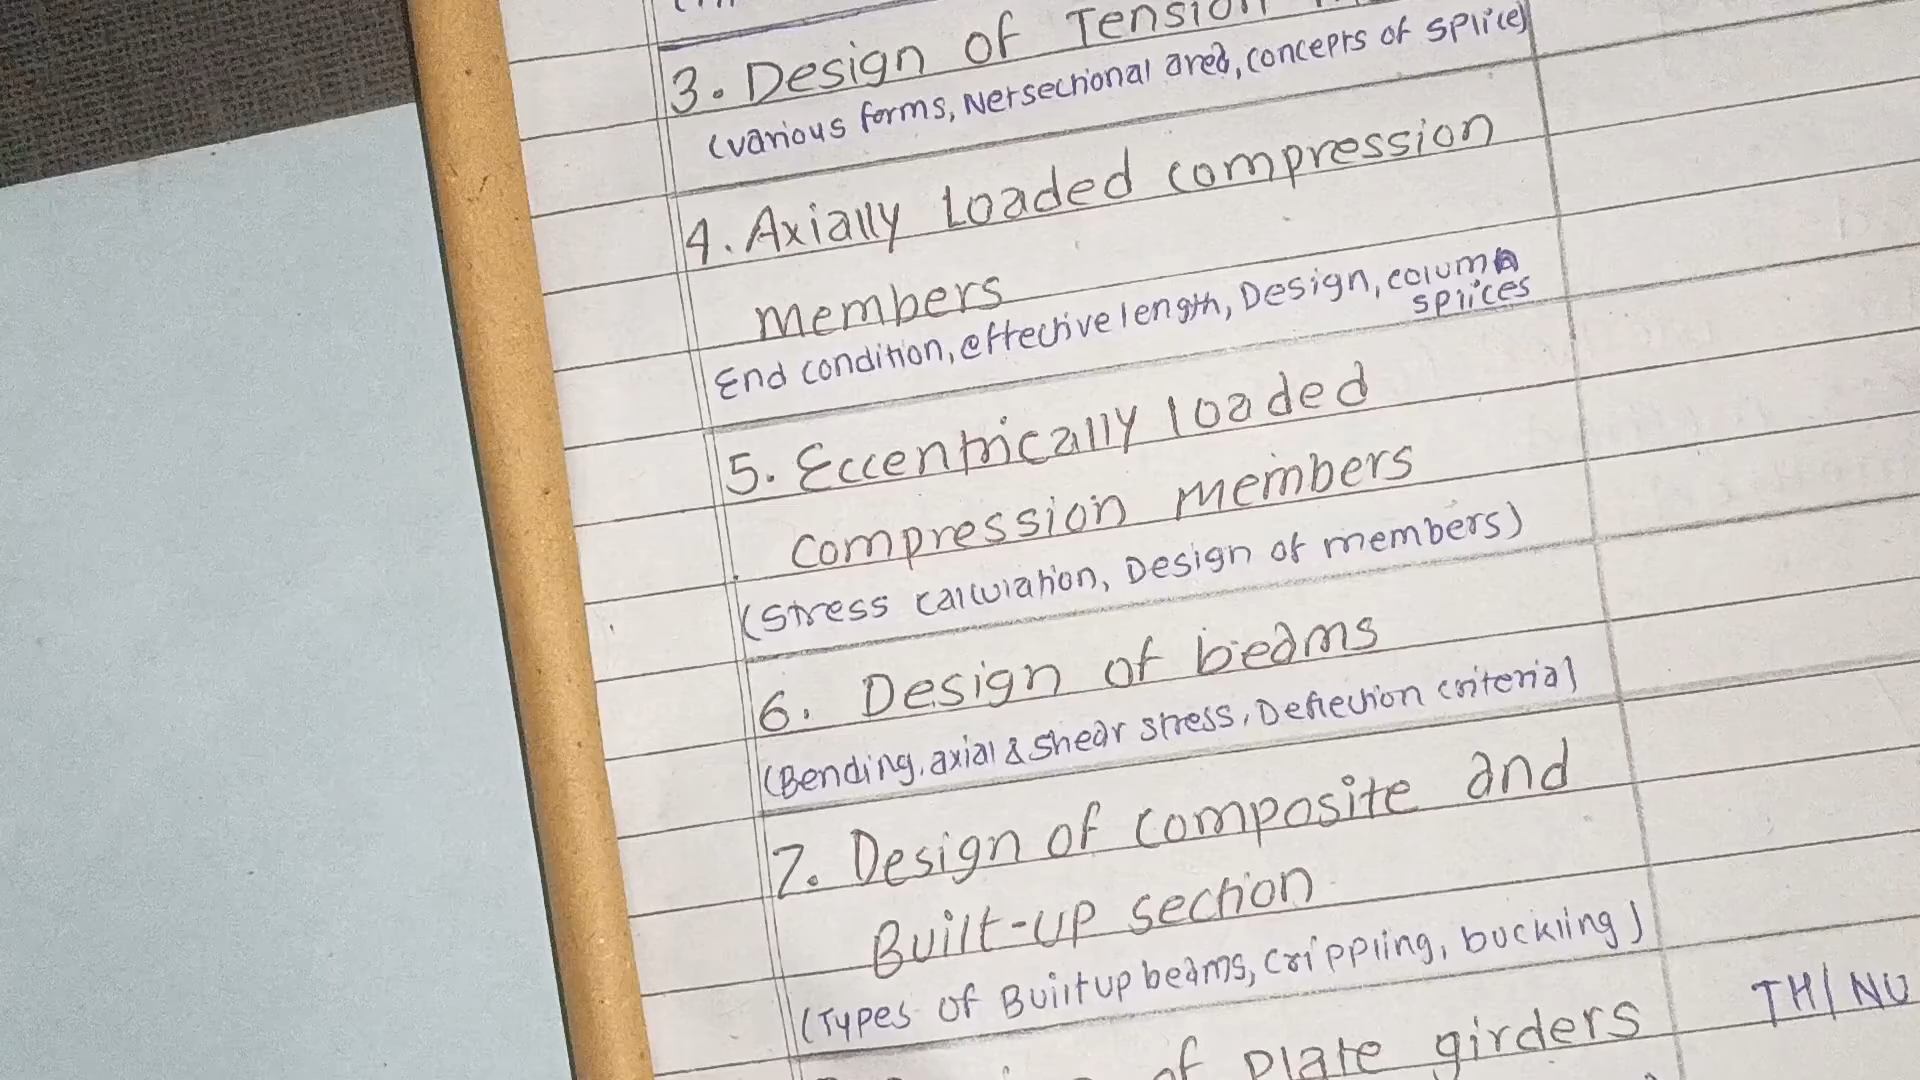 3. Design of Tension
(various forms, Netsectional area, concepts of splice)
4. Axially Loaded compression
members
End condition, effective length, Design, column
splices
5. Eccentrically loaded
compression members
(Stress calculation, Design of members)
6. Design of beams
(Bending, axial & shear stress, Deflection criteria)
7. Design of composite and
Built-up section
(Types of Builtup beams, crippling, buckling)
of plate girders
TH/NU